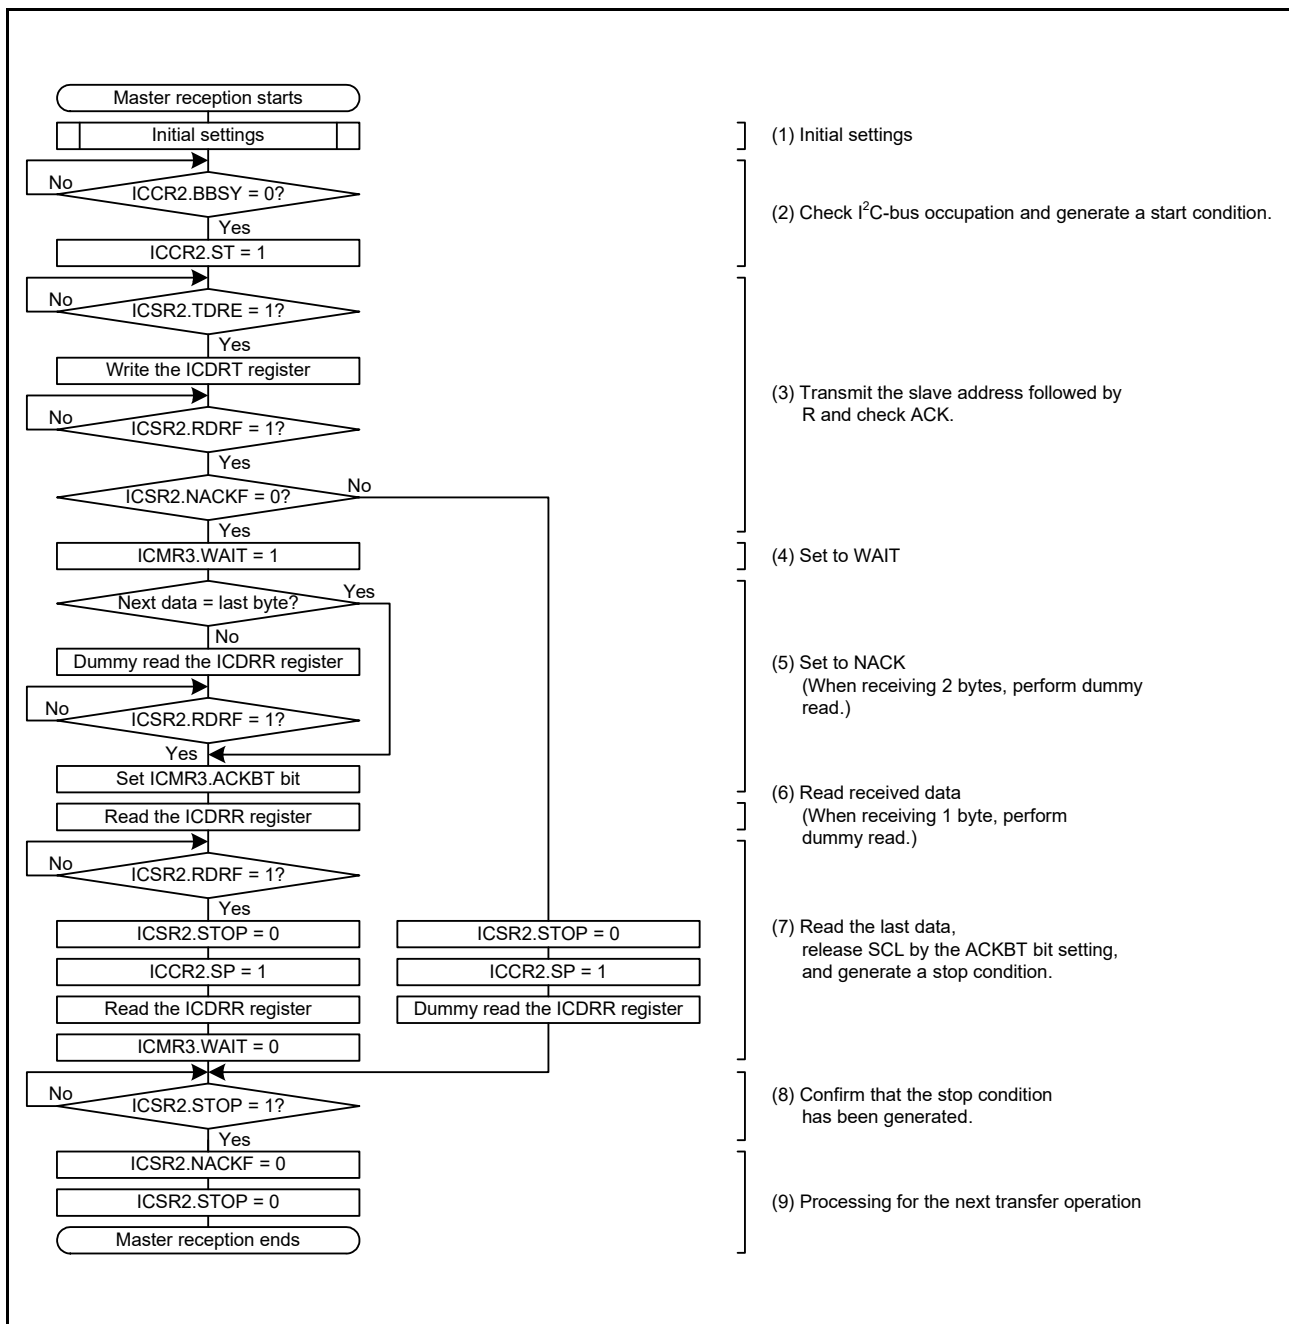 Master reception starts
Initial settings
(1) Initial settings
No
ICCR2.BBSY = 0?
Yes
(2) Check I²C-bus occupation and generate a start condition.
ICCR2.ST = 1
No
ICSR2.TDRE = 1?
Yes
Write the ICDRT register
(3) Transmit the slave address followed by
R and check ACK.
No
ICSR2.RDRF = 1?
Yes
ICSR2.NACKF = 0?
No
Yes
ICMR3.WAIT = 1
(4) Set to WAIT
Next data = last byte?
Yes
No
Dummy read the ICDRR register
(5) Set to NACK
(When receiving 2 bytes, perform dummy
read.)
No
ICSR2.RDRF = 1?
Yes
Set ICMR3.ACKBT bit
(6) Read received data
(When receiving 1 byte, perform
dummy read.)
Read the ICDRR register
No
ICSR2.RDRF = 1?
Yes
ICSR2.STOP = 0
ICSR2.STOP = 0
(7) Read the last data,
release SCL by the ACKBT bit setting,
and generate a stop condition.
ICCR2.SP = 1
ICCR2.SP = 1
Read the ICDRR register
Dummy read the ICDRR register
ICMR3.WAIT = 0
No
ICSR2.STOP = 1?
Yes
(8) Confirm that the stop condition
has been generated.
ICSR2.NACKF = 0
ICSR2.STOP = 0
(9) Processing for the next transfer operation
Master reception ends